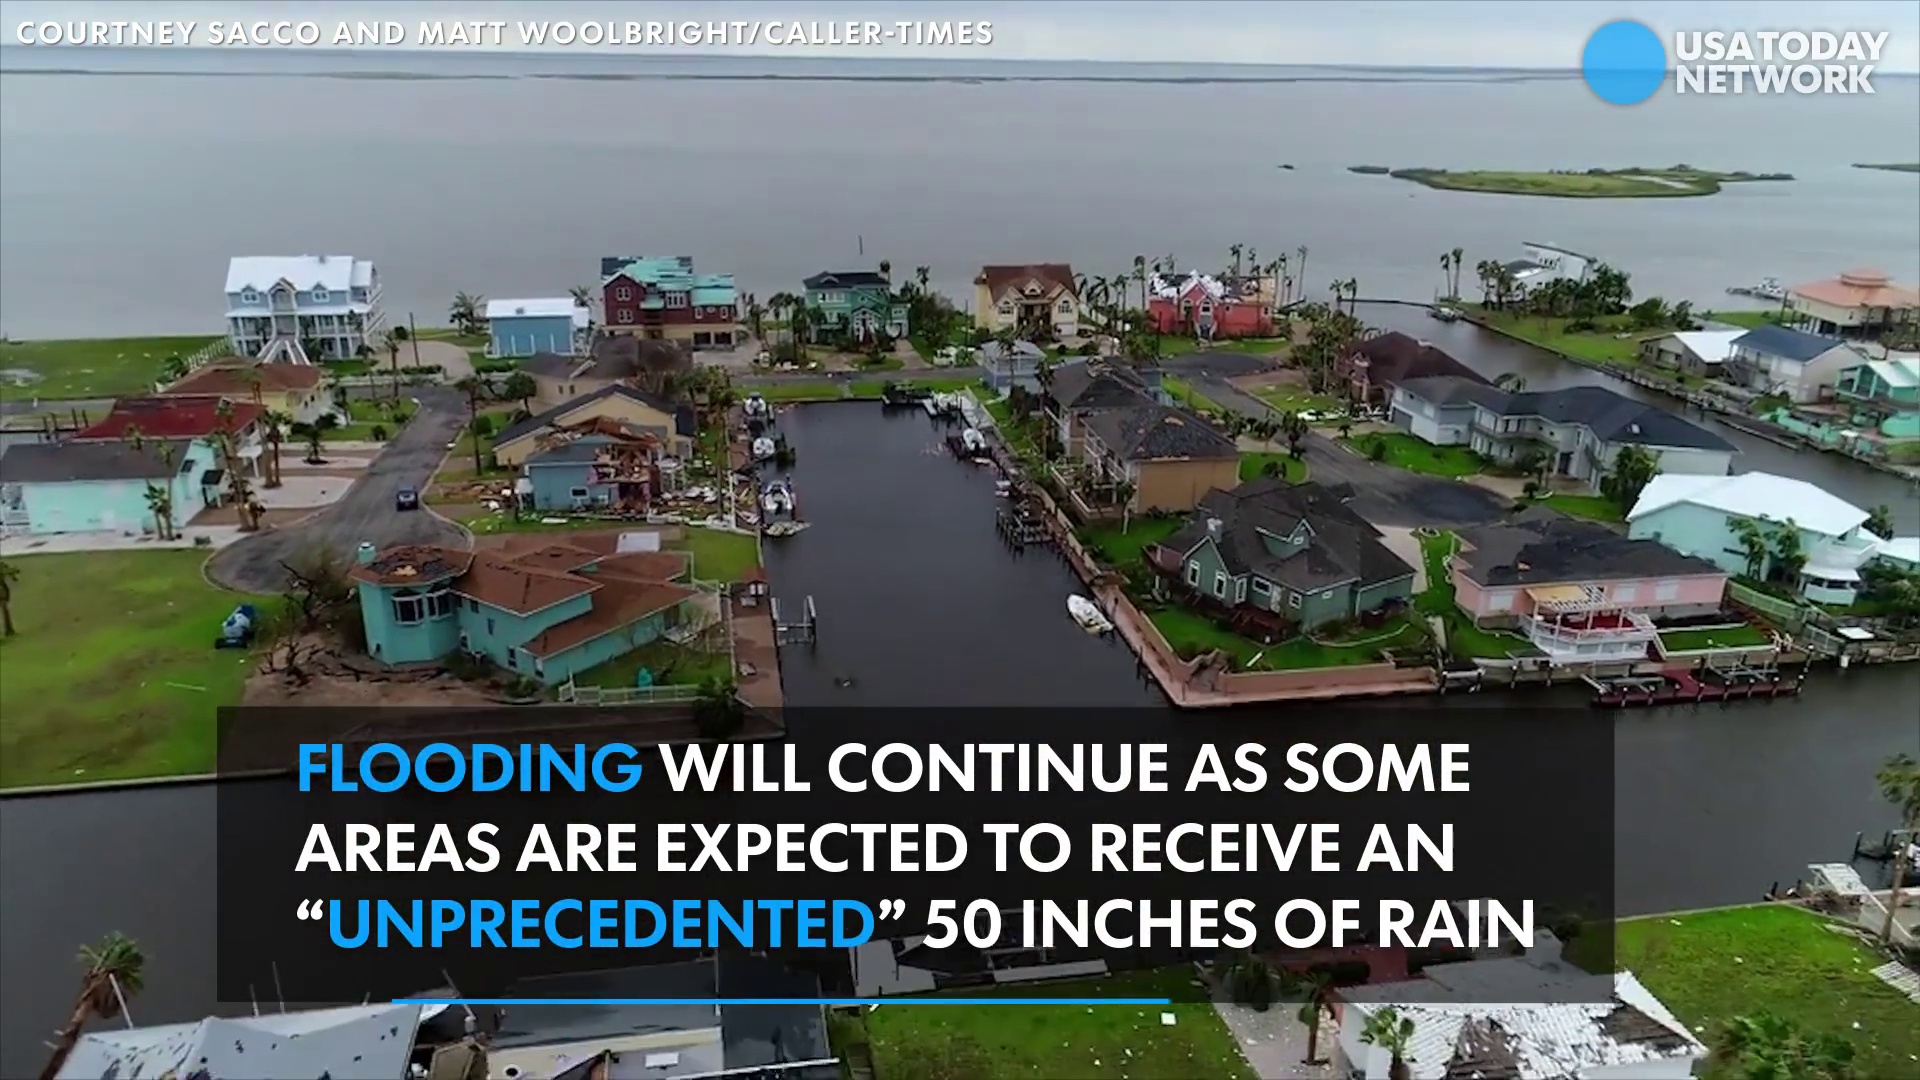 COURTNEY SACCO AND MATT WOOLBRIGHT/CALLER-TIMES
USA TODAY
NETWORK
FLOODING WILL CONTINUE AS SOME
AREAS ARE EXPECTED TO RECEIVE AN
“UNPRECEDENTED” 50 INCHES OF RAIN